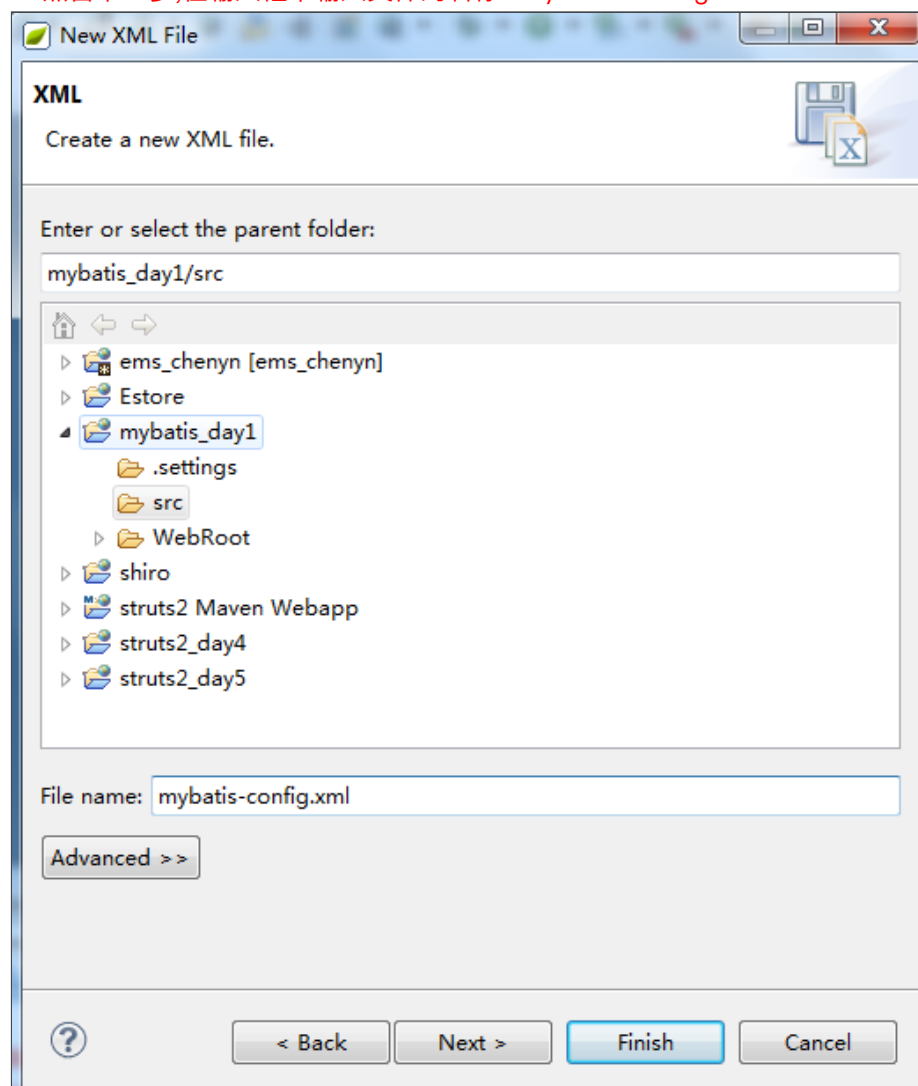 New XML File
XML
Create a new XML file.
Enter or select the parent folder:
mybatis_day1/src
ems_chenyn [ems_chenyn]
Estore
mybatis_day1
.settings
src
WebRoot
shiro
struts2 Maven Webapp
struts2_day4
struts2_day5
File name: mybatis-config.xml
Advanced >>
< Back Next > Finish Cancel